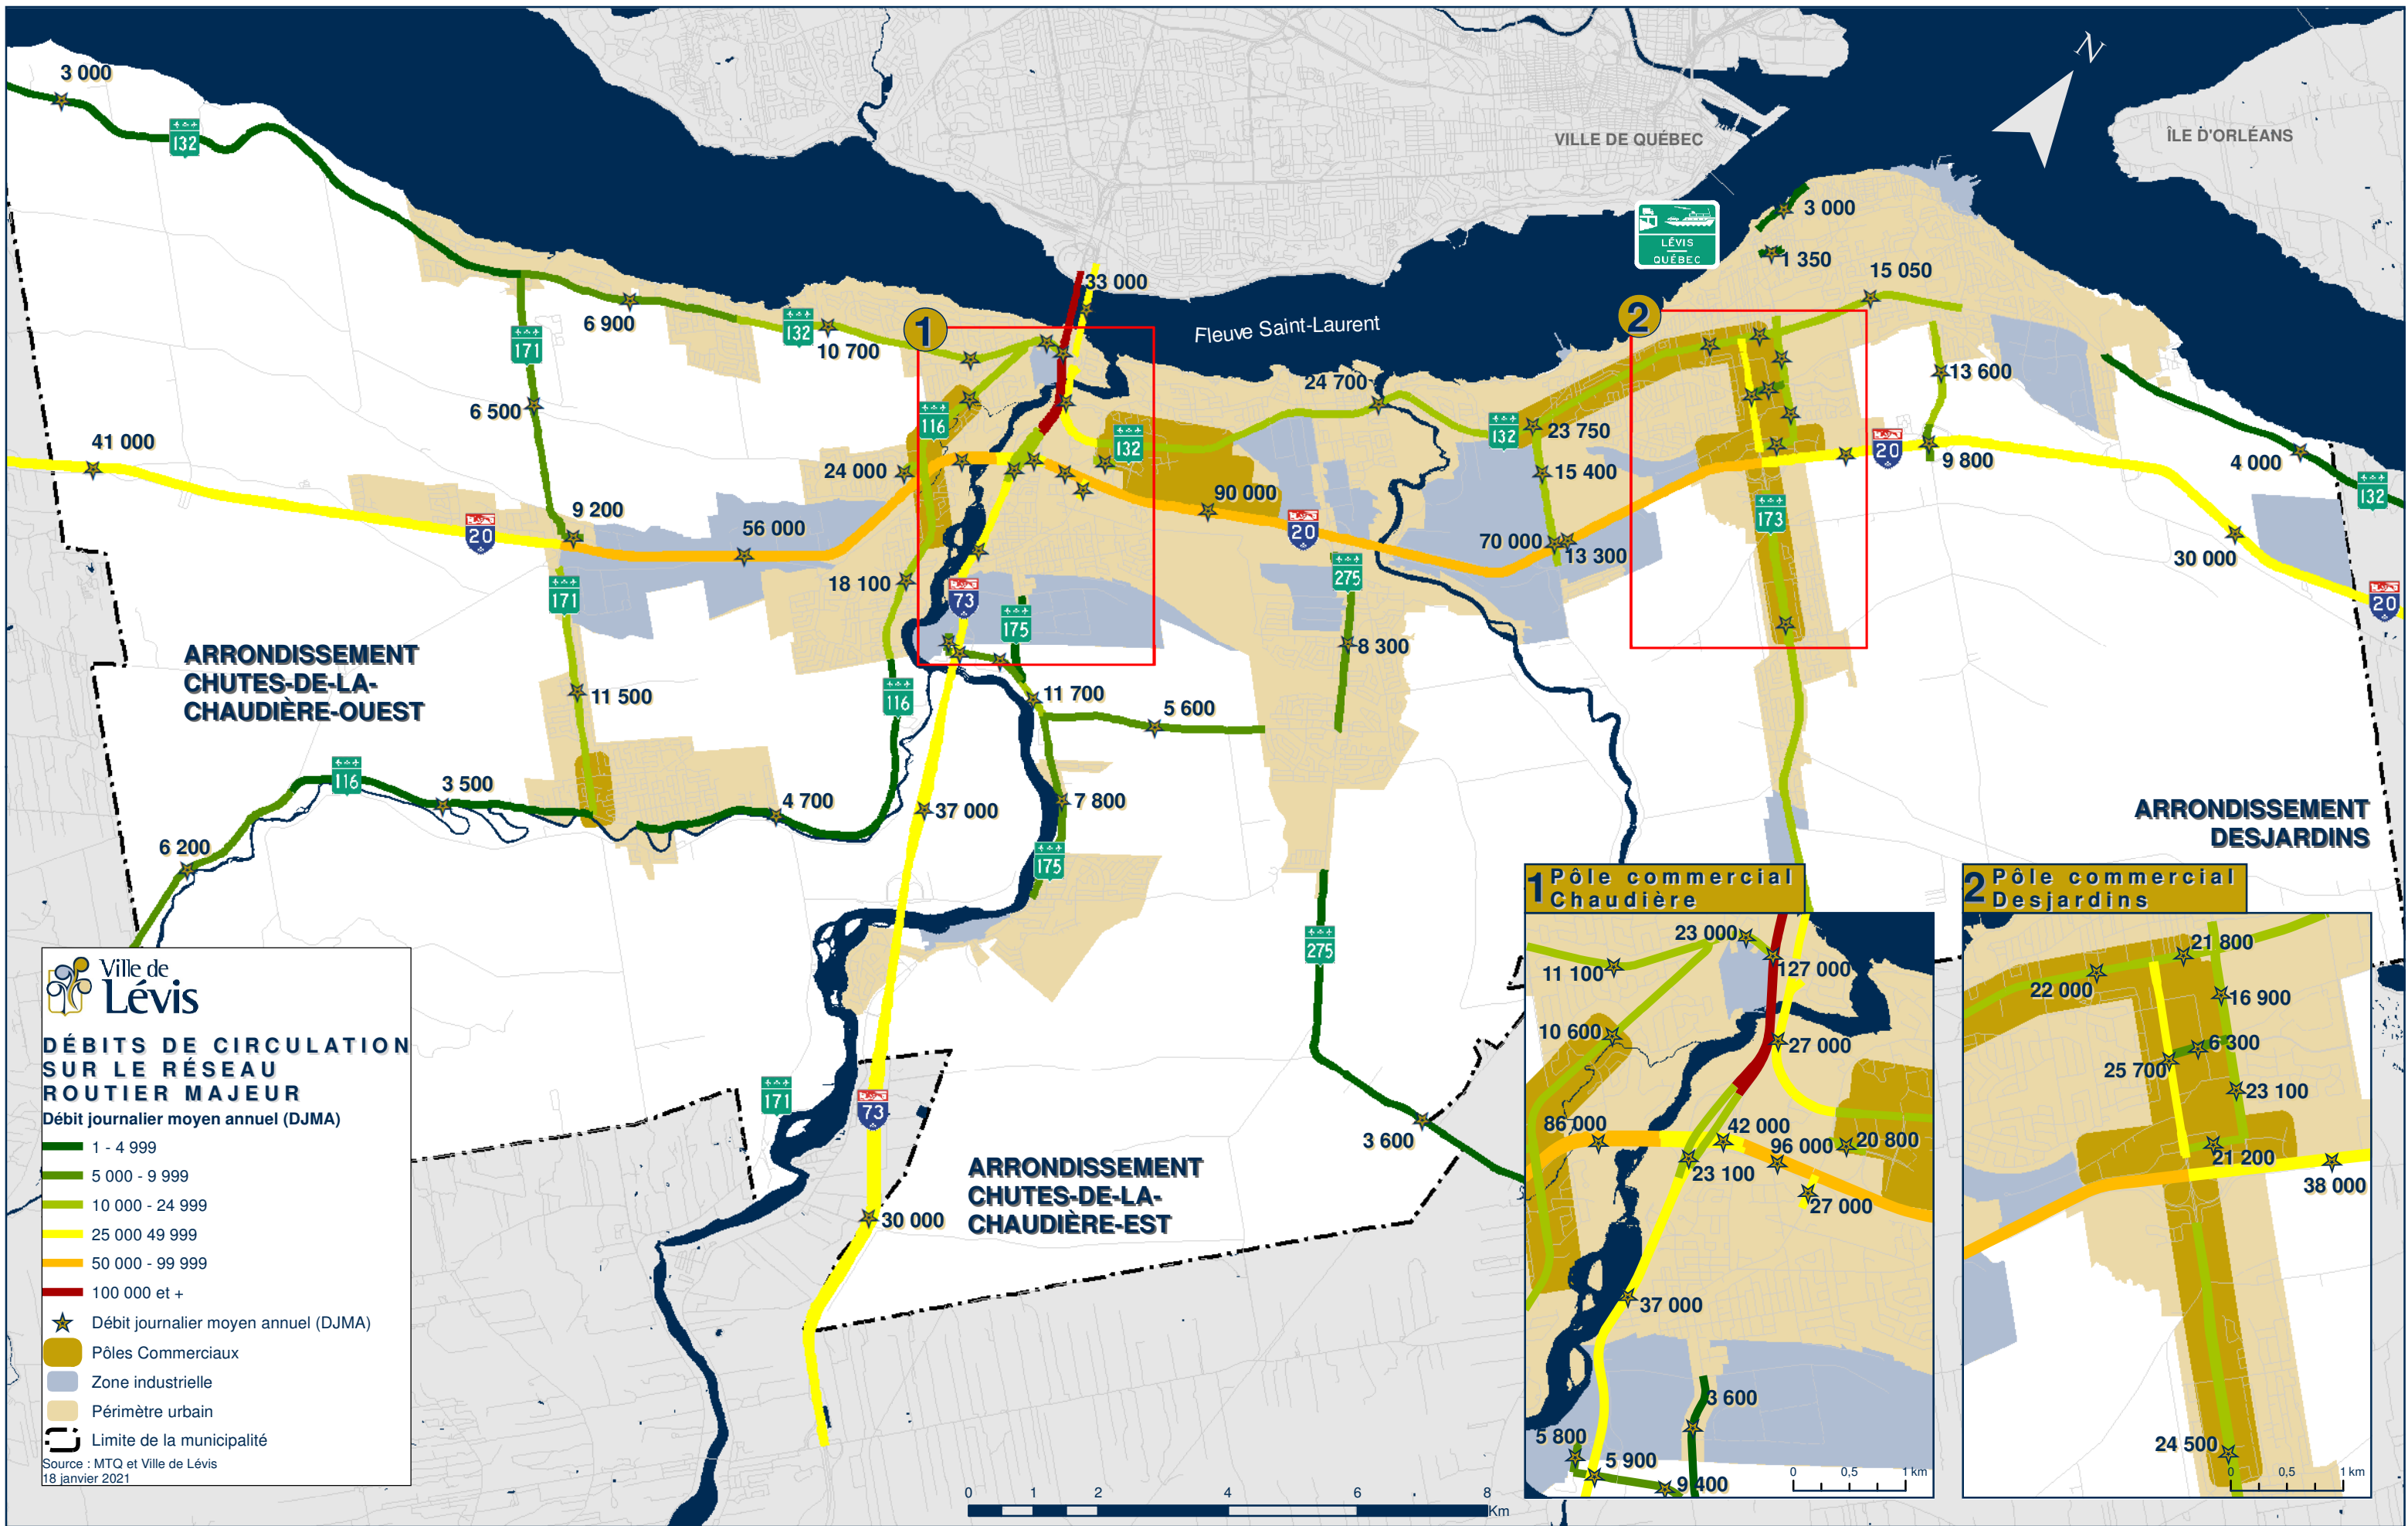 3 000
132
VILLE DE QUÉBEC
ÎLE D'ORLÉANS
N
3 000
LÉVIS
QUÉBEC
1 350
15 050
33 000
Fleuve Saint-Laurent
1
2
6 900
132
10 700
171
6 500
24 700
13 600
116
132
132
23 750
20
9 800
4 000
132
41 000
24 000
15 400
9 200
56 000
90 000
20
20
70 000
13 300
173
30 000
20
171
18 100
73
175
275
8 300
ARRONDISSEMENT
CHUTES-DE-LA-
CHAUDIÈRE-OUEST
11 500
116
11 700
5 600
116
3 500
4 700
37 000
7 800
175
6 200
ARRONDISSEMENT
DESJARDINS
275
171
73
3 600
30 000
ARRONDISSEMENT
CHUTES-DE-LA-
CHAUDIÈRE-EST
Ville de
Lévis
DÉBITS DE CIRCULATION
SUR LE RÉSEAU
ROUTIER MAJEUR
Débit journalier moyen annuel (DJMA)
1 - 4 999
5 000 - 9 999
10 000 - 24 999
25 000 49 999
50 000 - 99 999
100 000 et +
Débit journalier moyen annuel (DJMA)
Pôles Commerciaux
Zone industrielle
Périmètre urbain
Limite de la municipalité
Source : MTQ et Ville de Lévis
18 janvier 2021
0 1 2 4 6 8
Km
1 Pôle commercial
Chaudière
23 000
127 000
11 100
10 600
27 000
86 000
42 000
96 000
20 800
23 100
27 000
37 000
3 600
5 800
5 900
9 400
0 0,5 1 km
2 Pôle commercial
Desjardins
21 800
22 000
16 900
6 300
25 700
23 100
21 200
38 000
24 500
0 0,5 1 km